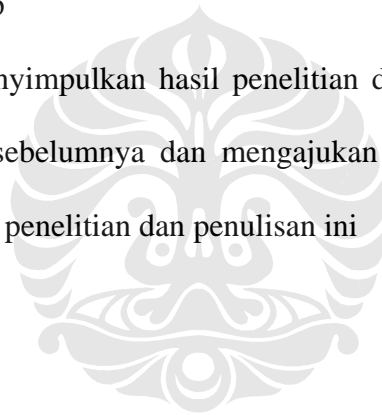 nyimpulkan hasil penelitian d
sebelumnya dan mengajukan
penelitian dan penulisan ini